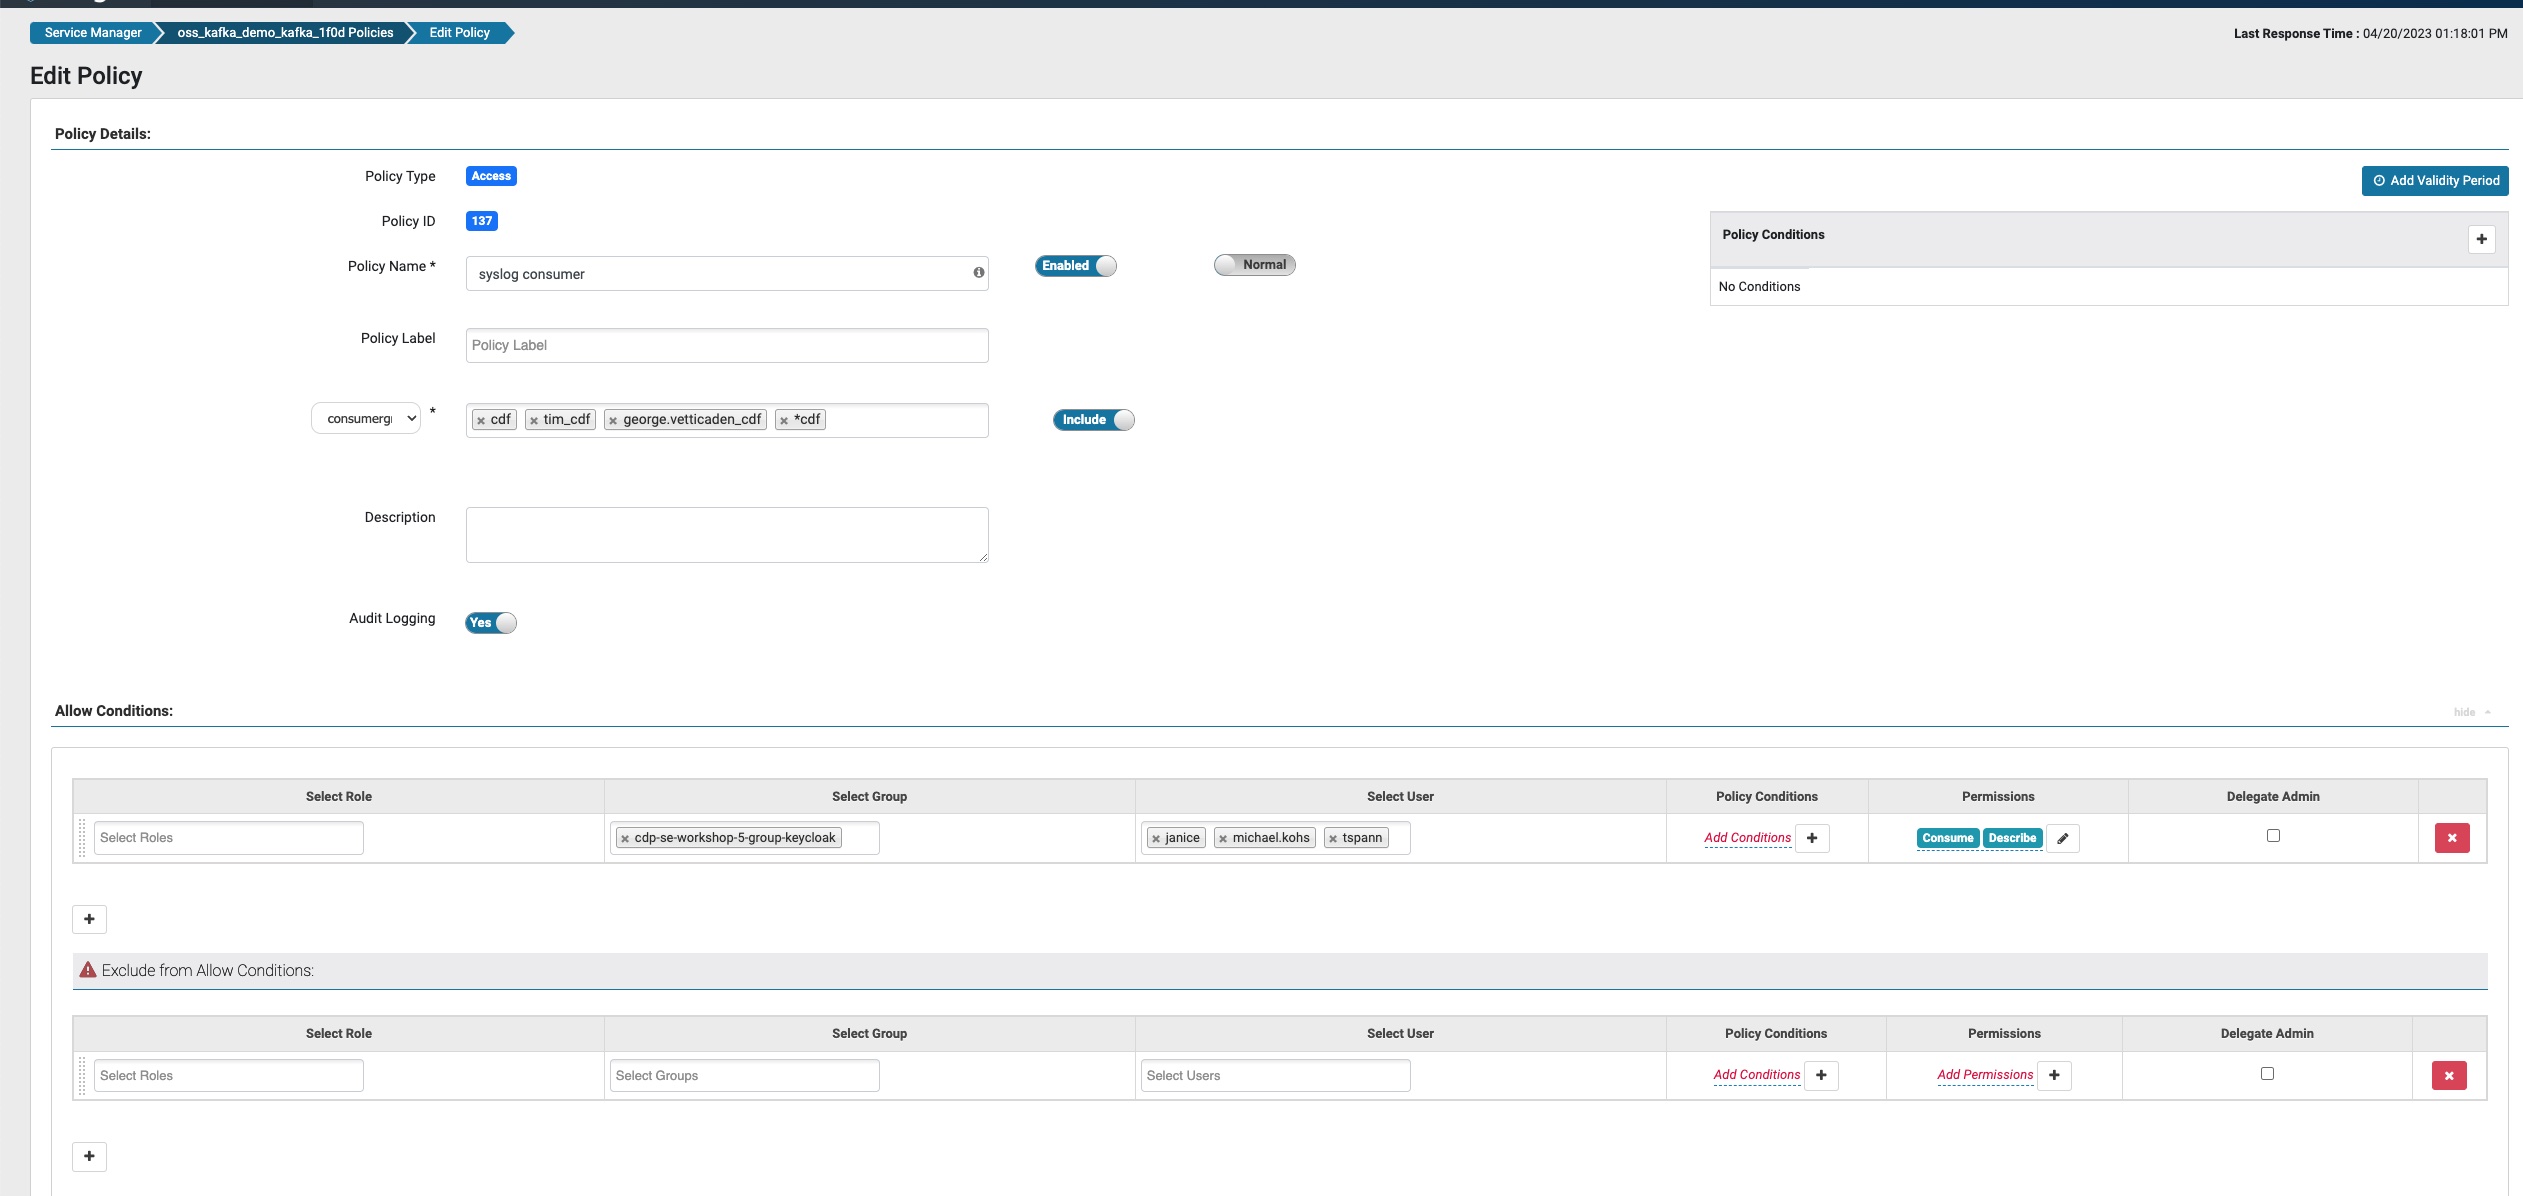 Service Manager oss_kafka_demo_kafka_1f0d Policies Edit Policy
Last Response Time : 04/20/2023 01:18:01 PM
Edit Policy
Policy Details:
Policy Type Access
Add Validity Period
Policy ID 137
Policy Conditions
Policy Name * syslog consumer Enabled Normal
No Conditions
Policy Label Policy Label
consumergr * × cdf × tim_cdf × george.vetticaden_cdf × *cdf Include
Description
Audit Logging Yes
Allow Conditions: hide
Select Role Select Group Select User Policy Conditions Permissions Delegate Admin
Select Roles × cdp-se-workshop-5-group-keycloak × janice × michael.kohs × tspann Add Conditions + Consume Describe
+
Exclude from Allow Conditions:
Select Role Select Group Select User Policy Conditions Permissions Delegate Admin
Select Roles Select Groups Select Users Add Conditions + Add Permissions +
+